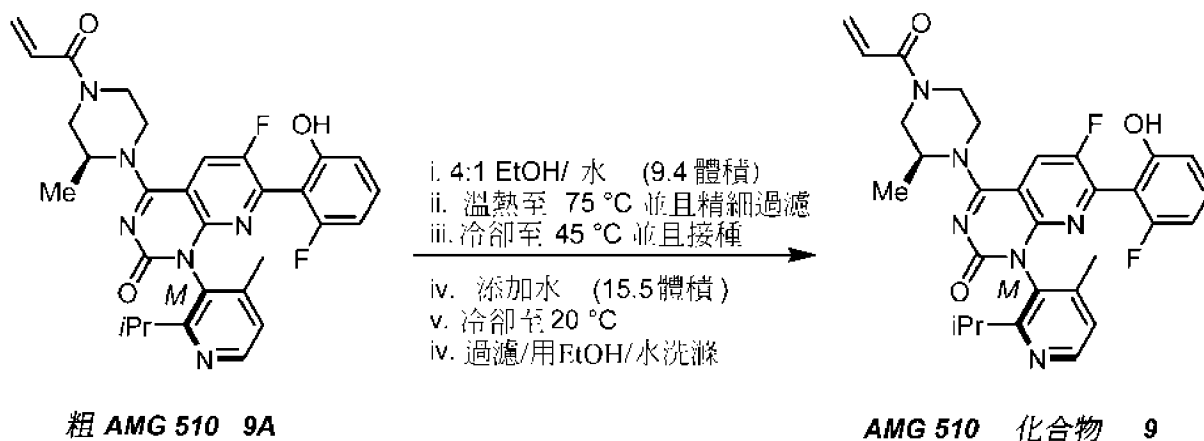 O
N
N
Me
N
O
N
M
iPr
N
F
OH
N
F
i. 4:1 EtOH/ 水 (9.4 體積)
ii. 溫熱至 75 °C 並且精細過濾
iii. 冷卻至 45 °C 並且接種
iv. 添加水 (15.5 體積)
v. 冷卻至 20 °C
iv. 過濾/用EtOH/水洗滌
O
N
N
Me
N
O
N
M
iPr
N
F
OH
N
F
粗 AMG 510 9A
AMG 510 化合物 9